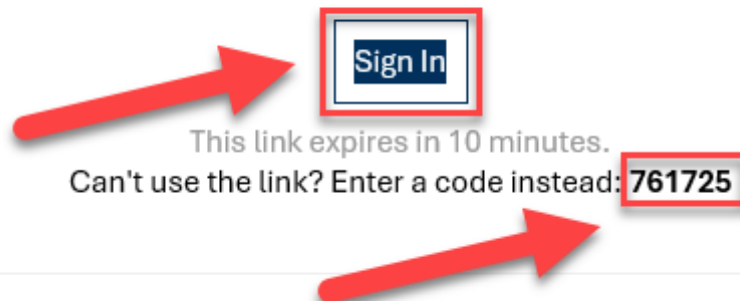 Sign In
This link expires in 10 minutes.
Can't use the link? Enter a code instead: 761725